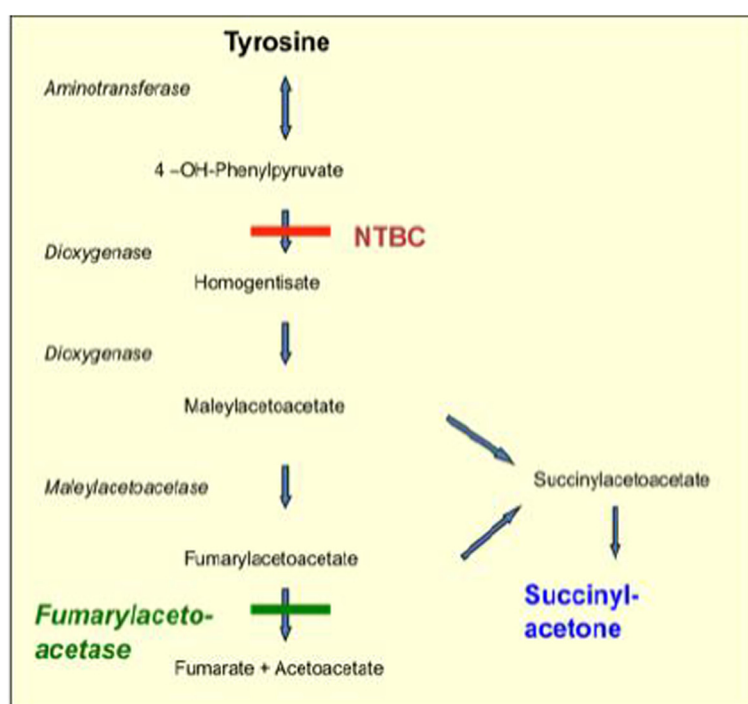 Tyrosine
Aminotransferase
4 –OH-Phenylpyruvate
NTBC
Dioxygenase
Homogentisate
Dioxygenase
Maleylacetoacetate
Succinylacetoacetate
Maleylacetoacetase
Fumarylacetoacetate
Succinyl-
acetone
Fumarylaceto-
acetase
Fumarate + Acetoacetate